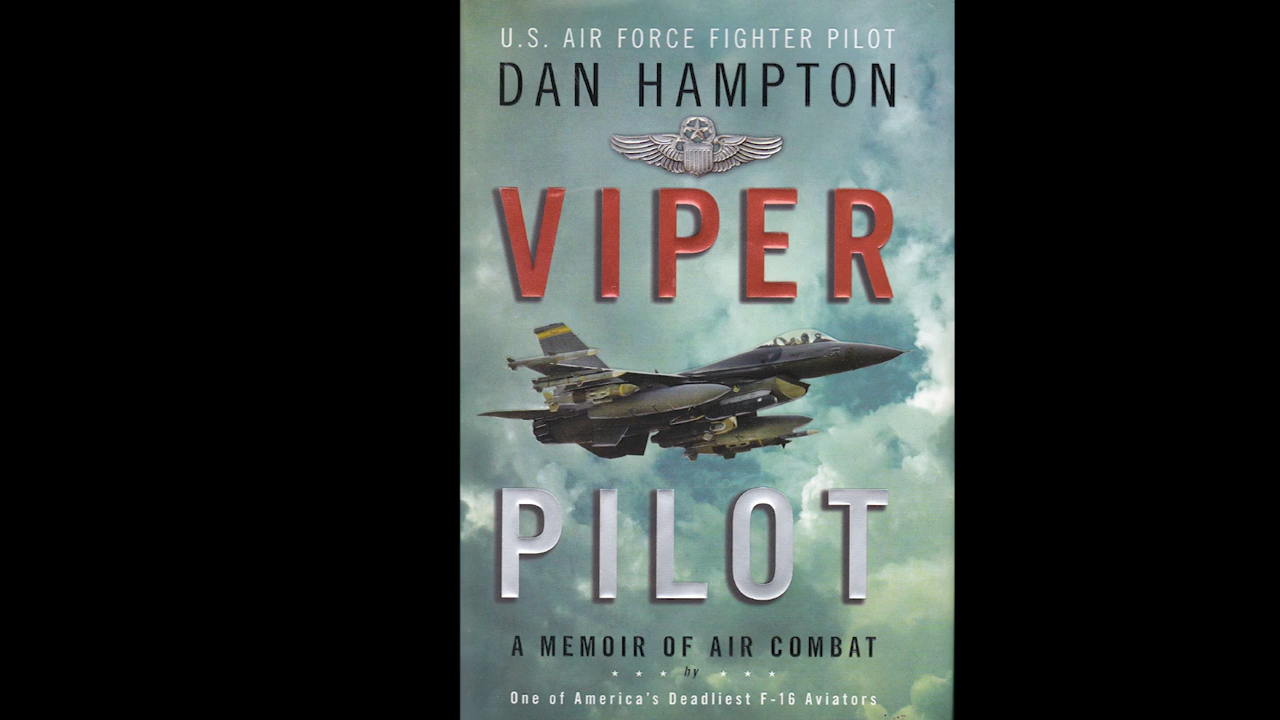 U.S. AIR FORCE FIGHTER PILOT
DAN HAMPTON
VIPER
PILOT
A MEMOIR OF AIR COMBAT
by
One of America's Deadliest F-16 Aviators